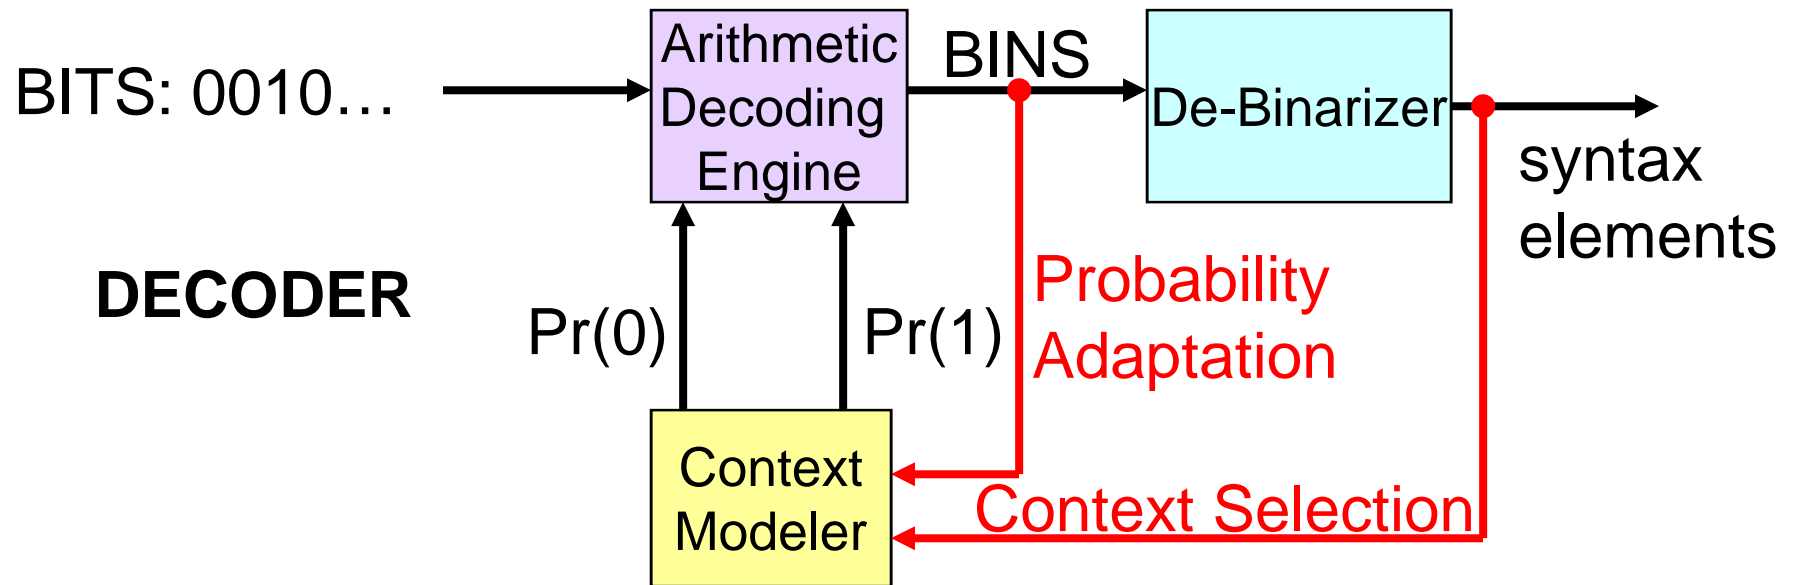 BITS: 0010…
Arithmetic
Decoding
Engine
BINS
De-Binarizer
syntax
elements
DECODER
Pr(0)
Pr(1)
Probability
Adaptation
Context
Modeler
Context Selection